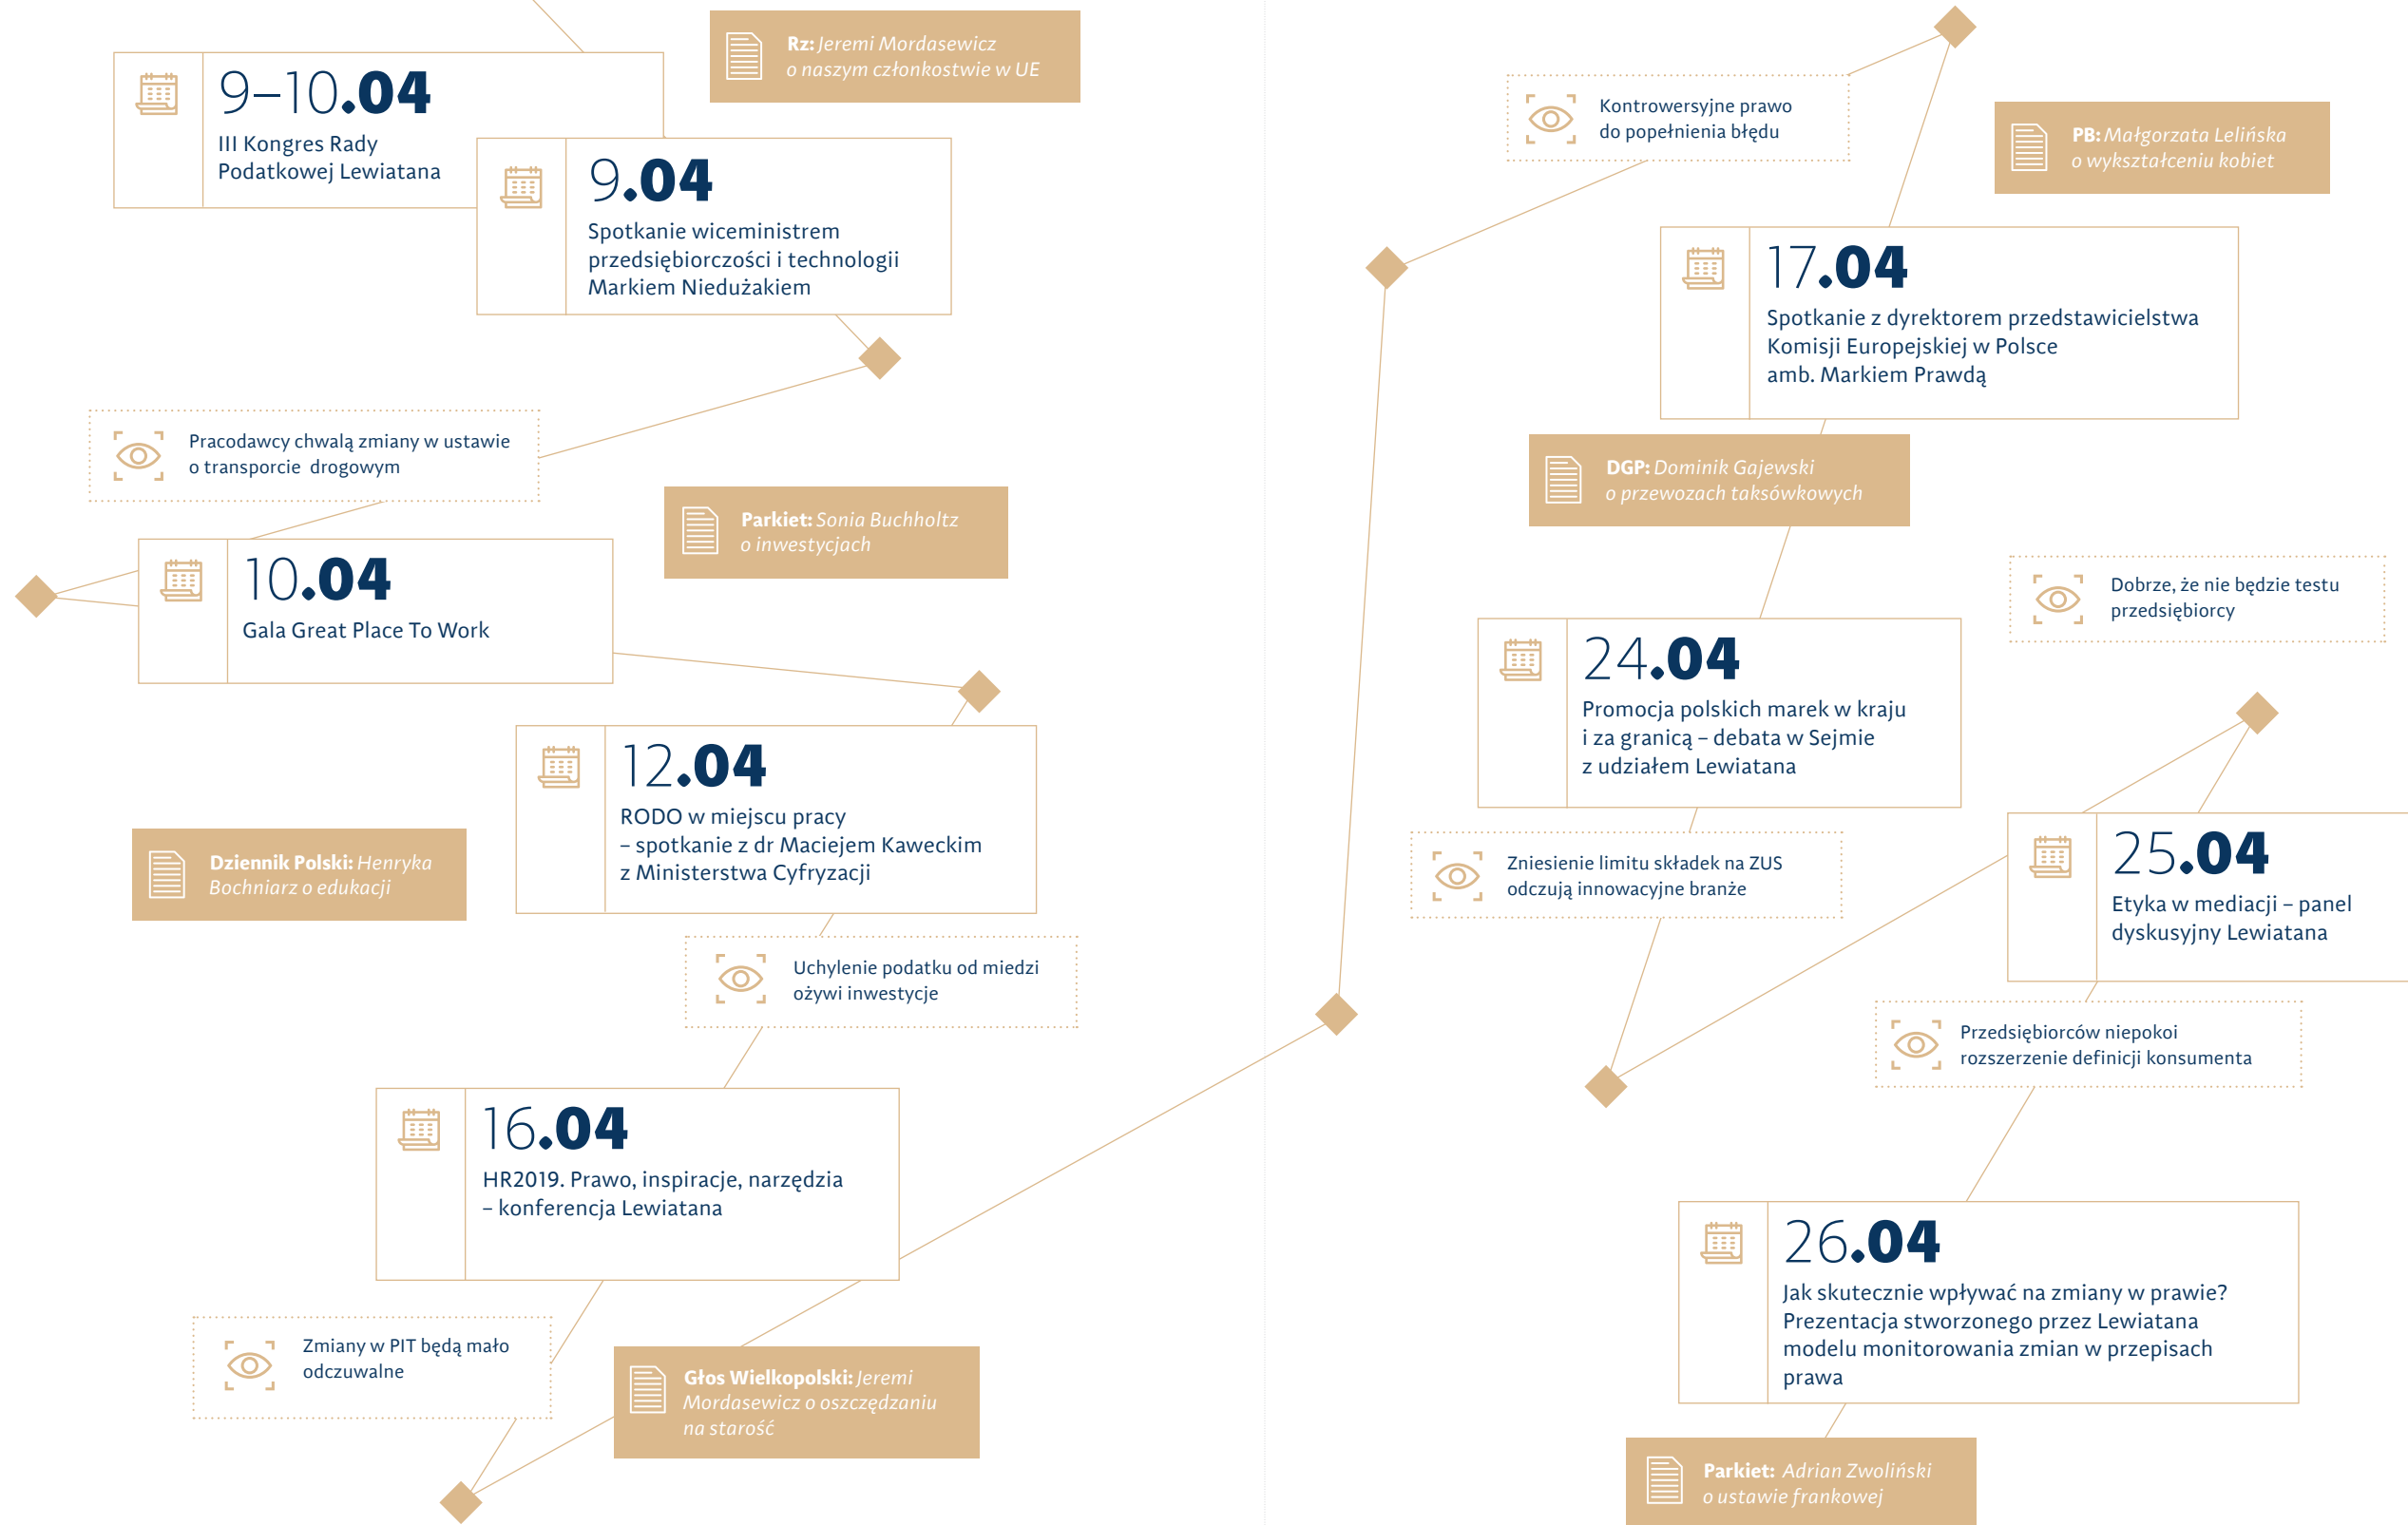 Rz: Jeremi Mordasewicz
o naszym członkostwie w UE
9–10.04
III Kongres Rady
Podatkowej Lewiatana
9.04
Spotkanie wiceministrem
przedsiębiorczości i technologii
Markiem Niedużakiem
Pracodawcy chwalą zmiany w ustawie
o transporcie drogowym
Parkiet: Sonia Buchholtz
o inwestycjach
10.04
Gala Great Place To Work
12.04
RODO w miejscu pracy
– spotkanie z dr Maciejem Kaweckim
z Ministerstwa Cyfryzacji
Dziennik Polski: Henryka
Bochniarz o edukacji
Uchylenie podatku od miedzi
ożywi inwestycje
16.04
HR2019. Prawo, inspiracje, narzędzia
– konferencja Lewiatana
Zmiany w PIT będą mało
odczuwalne
Głos Wielkopolski: Jeremi
Mordasewicz o oszczędzaniu
na starość
Kontrowersyjne prawo
do popełnienia błędu
PB: Małgorzata Lelińska
o wykształceniu kobiet
17.04
Spotkanie z dyrektorem przedstawicielstwa
Komisji Europejskiej w Polsce
amb. Markiem Prawdą
DGP: Dominik Gajewski
o przewozach taksówkowych
Dobrze, że nie będzie testu
przedsiębiorcy
24.04
Promocja polskich marek w kraju
i za granicą – debata w Sejmie
z udziałem Lewiatana
Zniesienie limitu składek na ZUS
odczują innowacyjne branże
25.04
Etyka w mediacji – panel
dyskusyjny Lewiatana
Przedsiębiorców niepokoi
rozszerzenie definicji konsumenta
26.04
Jak skutecznie wpływać na zmiany w prawie?
Prezentacja stworzonego przez Lewiatana
modelu monitorowania zmian w przepisach
prawa
Parkiet: Adrian Zwoliński
o ustawie frankowej